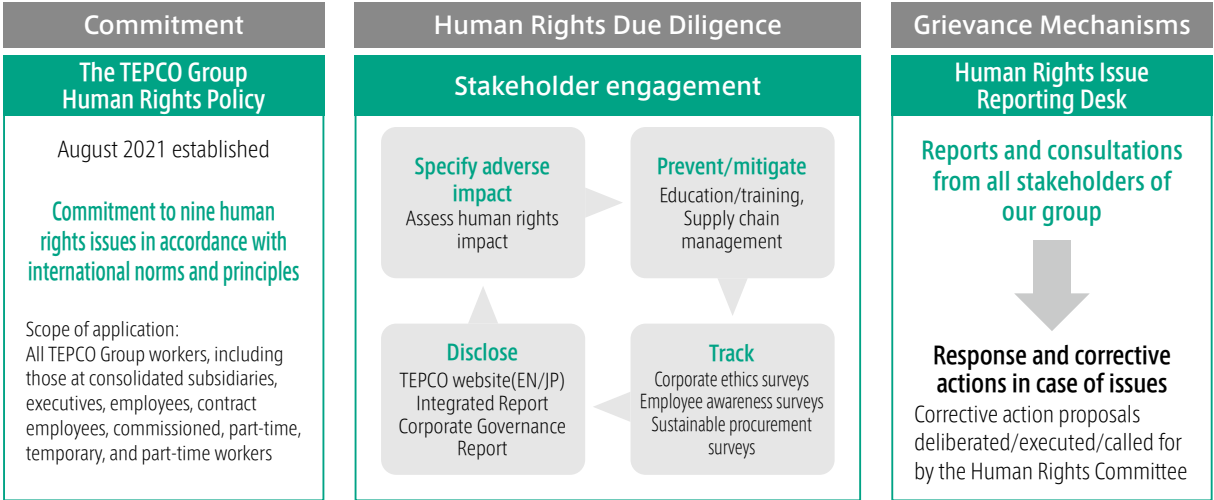 Commitment
The TEPCO Group
Human Rights Policy
August 2021 established
Commitment to nine human
rights issues in accordance with
international norms and principles
Scope of application:
All TEPCO Group workers, including
those at consolidated subsidiaries,
executives, employees, contract
employees, commissioned, part-time,
temporary, and part-time workers
Human Rights Due Diligence
Stakeholder engagement
Specify adverse
impact
Assess human rights
impact
Prevent/mitigate
Education/training,
Supply chain
management
Disclose
TEPCO website(EN/JP)
Integrated Report
Corporate Governance
Report
Track
Corporate ethics surveys
Employee awareness surveys
Sustainable procurement
surveys
Grievance Mechanisms
Human Rights Issue
Reporting Desk
Reports and consultations
from all stakeholders of
our group
Response and corrective
actions in case of issues
Corrective action proposals
deliberated/executed/called for
by the Human Rights Committee